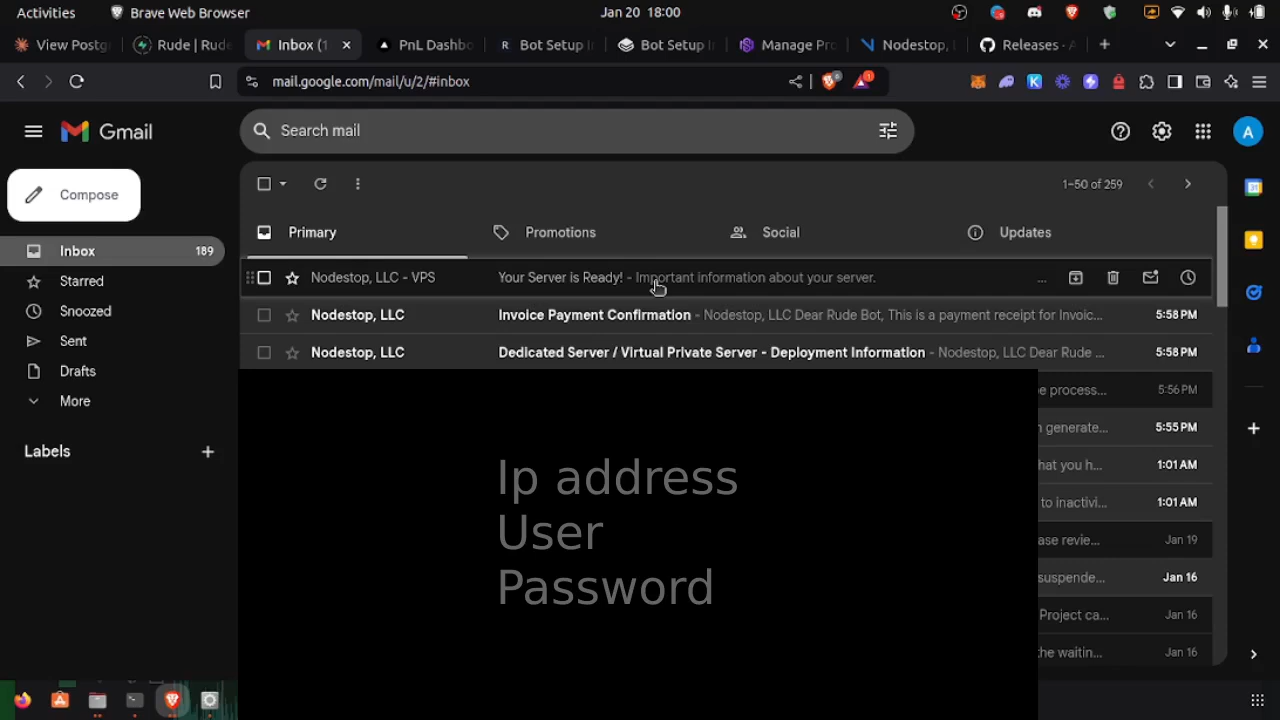 Activities
Brave Web Browser
Jan 20 18:00
View Postg
Rude | Rude
Inbox (1
PnL Dashbo
Bot Setup I
Bot Setup I
Manage Pro
Nodestop,
Releases ·
mail.google.com/mail/u/2/#inbox
Gmail
Search mail
A
Compose
1–50 of 259
Primary
Promotions
Social
Updates
Inbox 189
Starred
Snoozed
Sent
Drafts
More
Labels
Nodestop, LLC - VPS Your Server is Ready! - Important information about your server. ...
Nodestop, LLC Invoice Payment Confirmation - Nodestop, LLC Dear Rude Bot, This is a payment receipt for Invoic... 5:58 PM
Nodestop, LLC Dedicated Server / Virtual Private Server - Deployment Information - Nodestop, LLC Dear Rude ... 5:58 PM
e process... 5:56 PM
generate... 5:55 PM
hat you h... 1:01 AM
to inactivi... 1:01 AM
ase revie... Jan 19
suspende... Jan 16
Project ca... Jan 16
the waitin... Jan 16
Ip address
User
Password